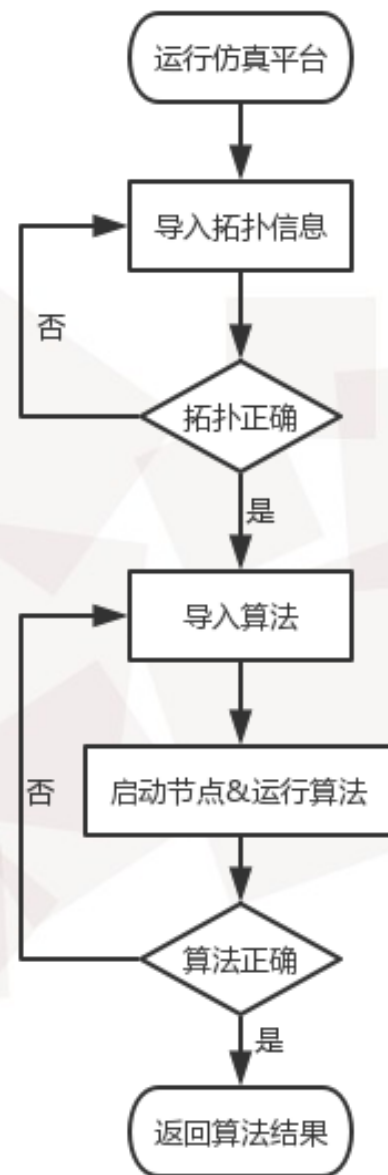 运行仿真平台
导入拓扑信息
否
拓扑正确
是
导入算法
否
启动节点&运行算法
算法正确
是
返回算法结果